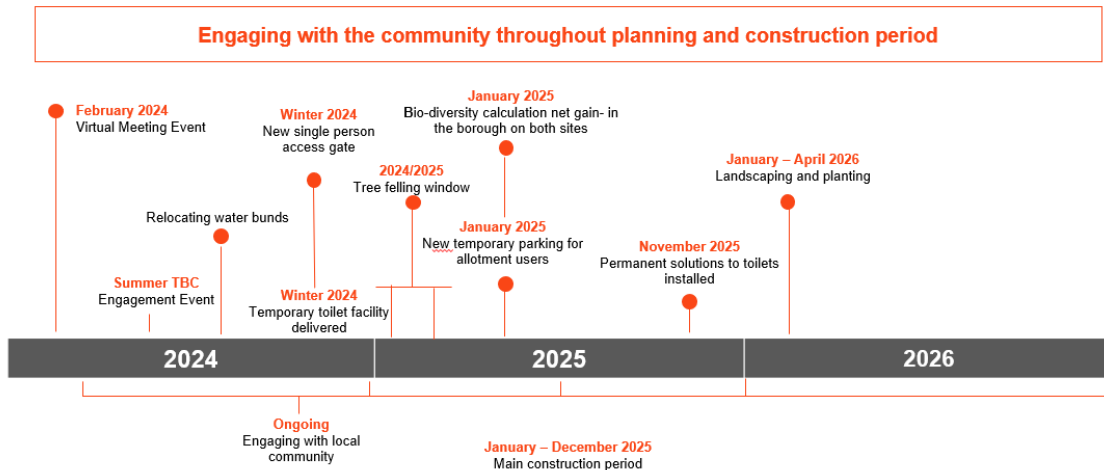 Engaging with the community throughout planning and construction period
February 2024
Virtual Meeting Event
Summer TBC
Engagement Event
Relocating water bunds
Winter 2024
New single person
access gate
Winter 2024
Temporary toilet facility
delivered
2024/2025
Tree felling window
January 2025
Bio-diversity calculation net gain- in
the borough on both sites
January 2025
New temporary parking for
allotment users
November 2025
Permanent solutions to toilets
installed
January – April 2026
Landscaping and planting
2024
2025
2026
Ongoing
Engaging with local
community
January – December 2025
Main construction period